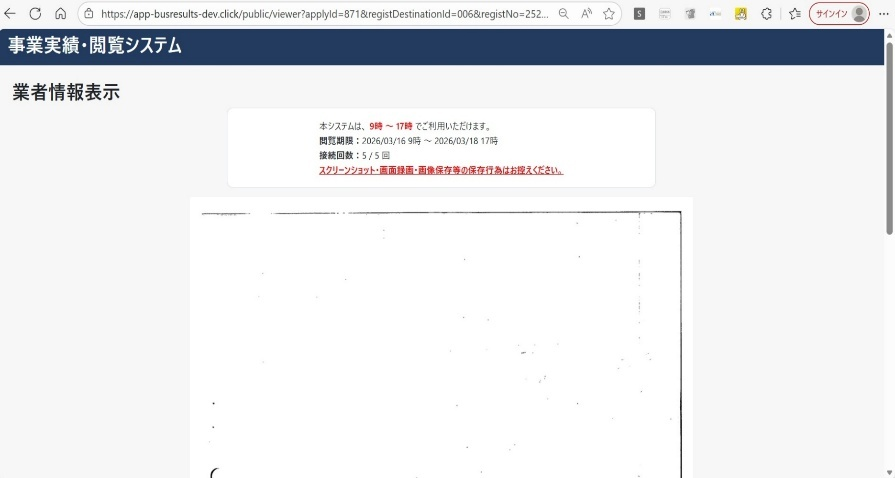 https://app-busresults-dev.click/public/viewer?applyId=871&registDestinationId=006&registNo=252...
サインイン
事業実績・閲覧システム
業者情報表示
本システムは、9時 ～ 17時 でご利用いただけます。
閲覧期限：2026/03/16 9時 ～ 2026/03/18 17時
接続回数：5 / 5 回
スクリーンショット・画面録画・画像保存等の保存行為はお控えください。